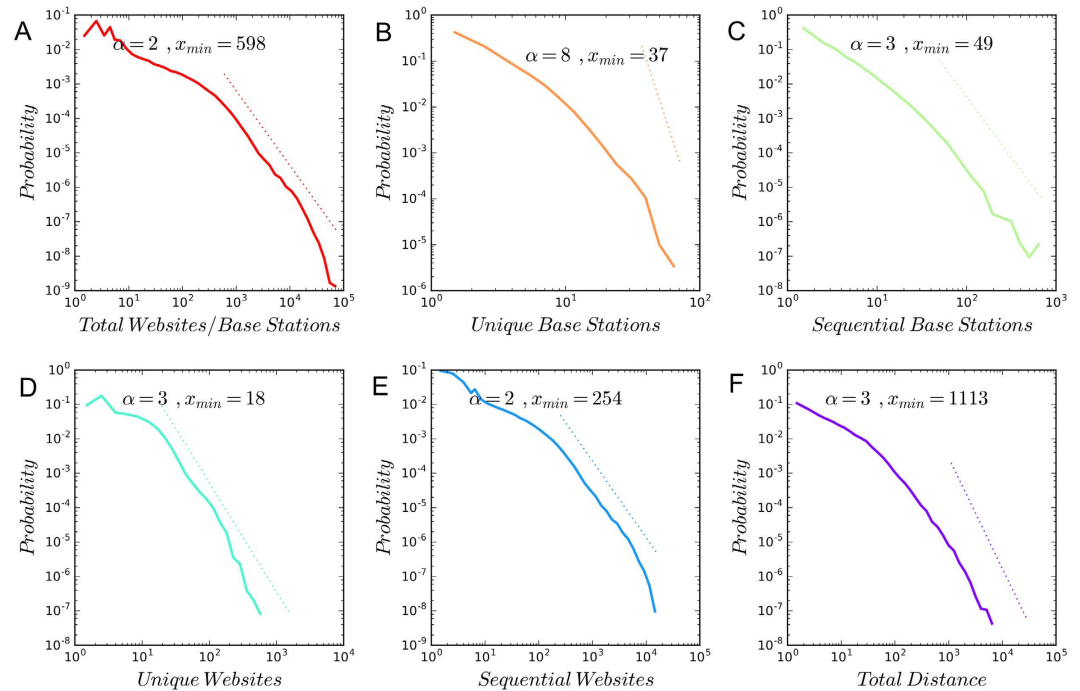 A
α = 2 , x_min = 598
10^-1
10^-2
10^-3
10^-4
10^-5
10^-6
10^-7
10^-8
10^-9
10^0 10^1 10^2 10^3 10^4 10^5
Probability
Total Websites/Base Stations
B
α = 8 , x_min = 37
10^0
10^-1
10^-2
10^-3
10^-4
10^-5
10^-6
10^0 10^1 10^2
Probability
Unique Base Stations
C
α = 3 , x_min = 49
10^0
10^-1
10^-2
10^-3
10^-4
10^-5
10^-6
10^-7
10^-8
10^0 10^1 10^2 10^3
Probability
Sequential Base Stations
D
α = 3 , x_min = 18
10^0
10^-1
10^-2
10^-3
10^-4
10^-5
10^-6
10^-7
10^-8
10^0 10^1 10^2 10^3 10^4
Probability
Unique Websites
E
α = 2 , x_min = 254
10^-1
10^-2
10^-3
10^-4
10^-5
10^-6
10^-7
10^-8
10^-9
10^0 10^1 10^2 10^3 10^4 10^5
Probability
Sequential Websites
F
α = 3 , x_min = 1113
10^0
10^-1
10^-2
10^-3
10^-4
10^-5
10^-6
10^-7
10^-8
10^0 10^1 10^2 10^3 10^4 10^5
Probability
Total Distance